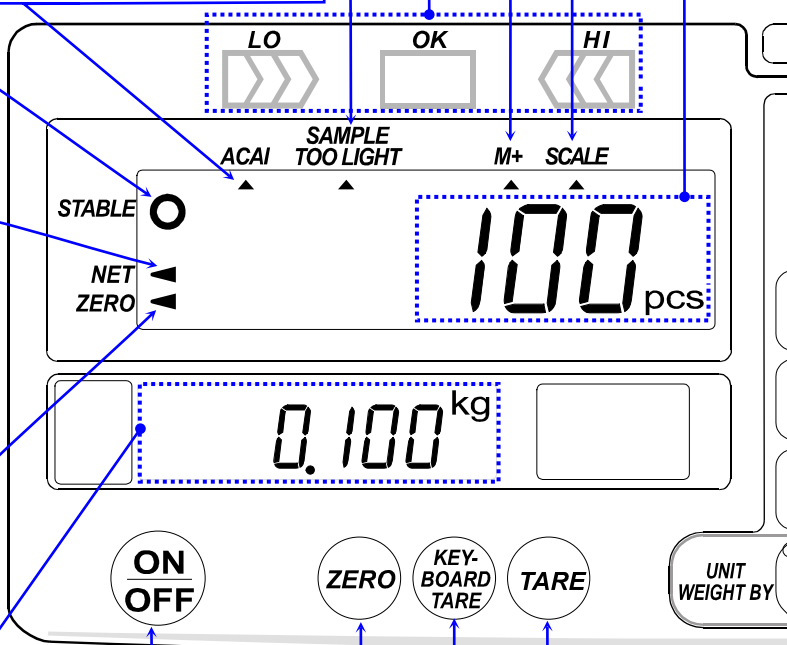 LO OK HI
SAMPLE
ACAI TOO LIGHT M+ SCALE
STABLE
NET
ZERO
100 pcs
0.100 kg
ON
OFF
ZERO
KEY-
BOARD
TARE
TARE
UNIT
WEIGHT BY